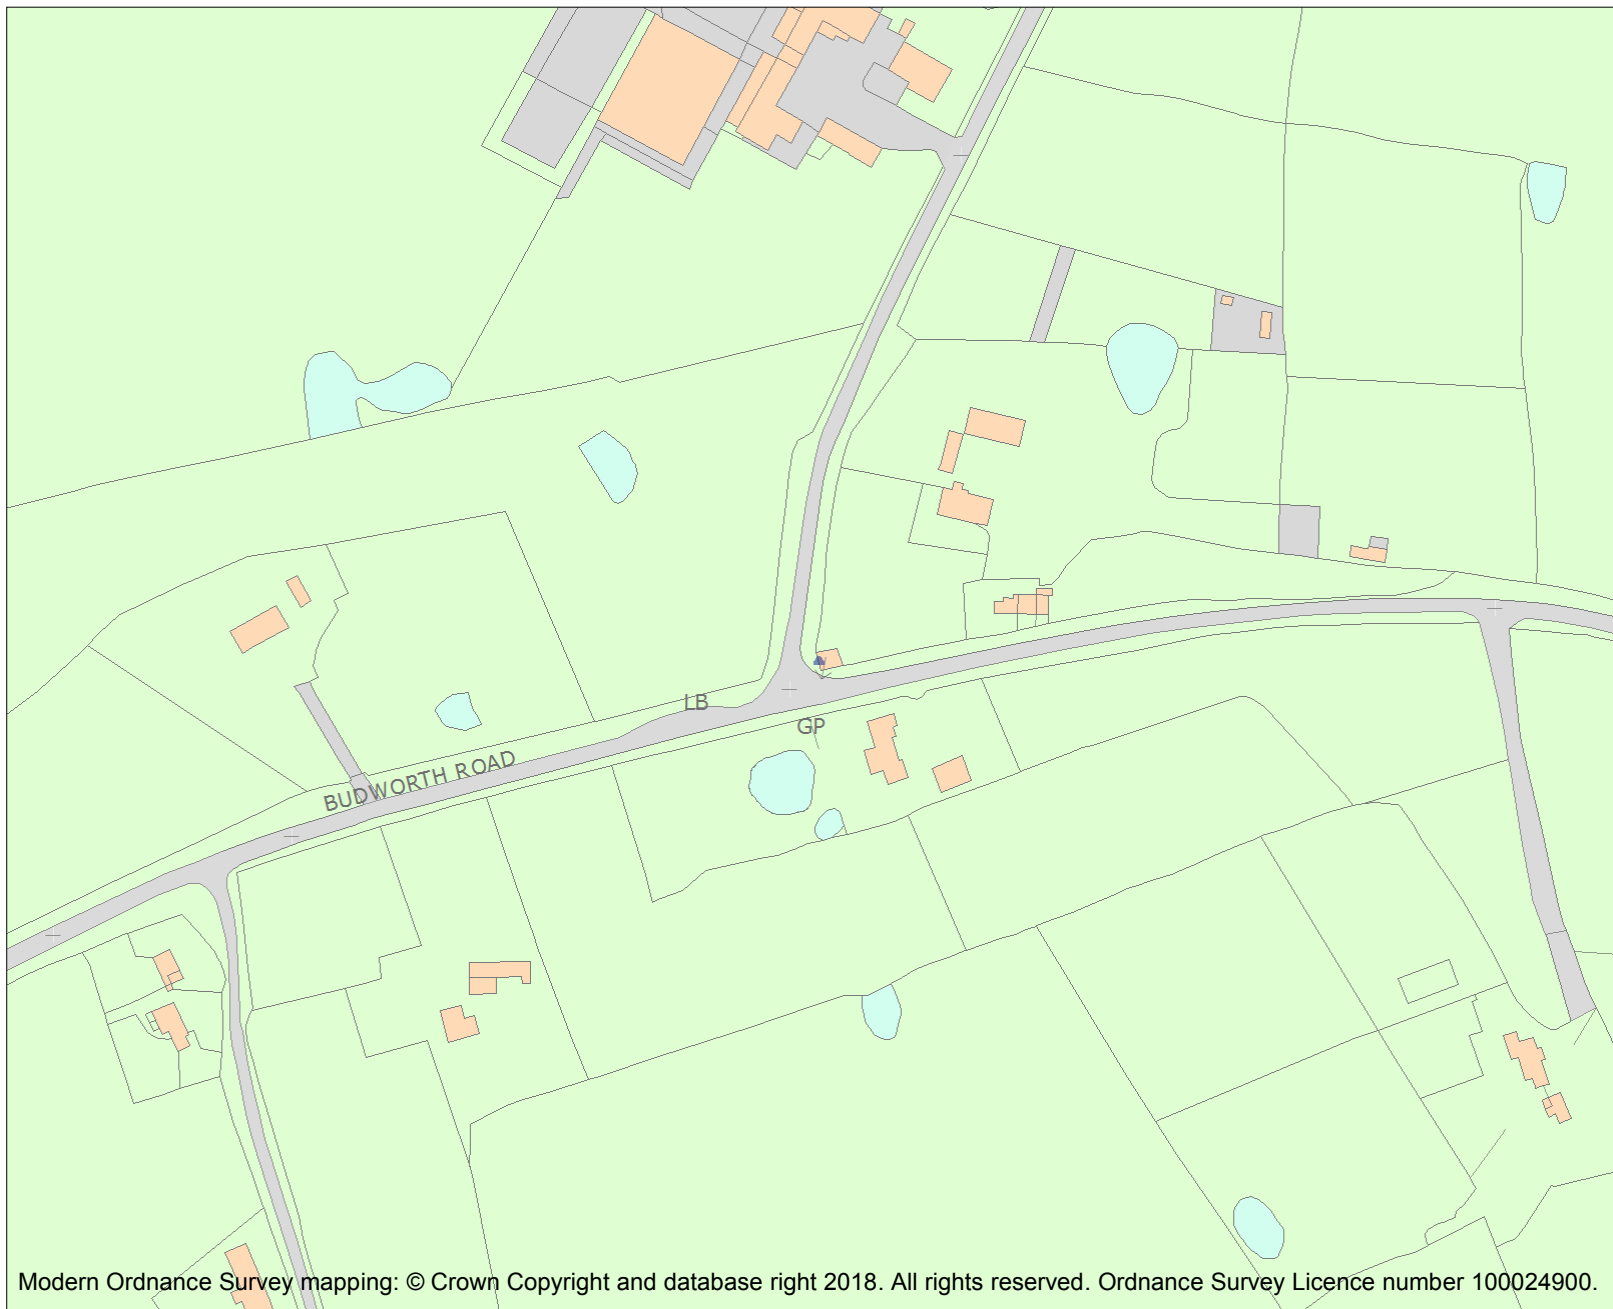 LB
GP
BUDWORTH ROAD
Modern Ordnance Survey mapping: © Crown Copyright and database right 2018. All rights reserved. Ordnance Survey Licence number 100024900.